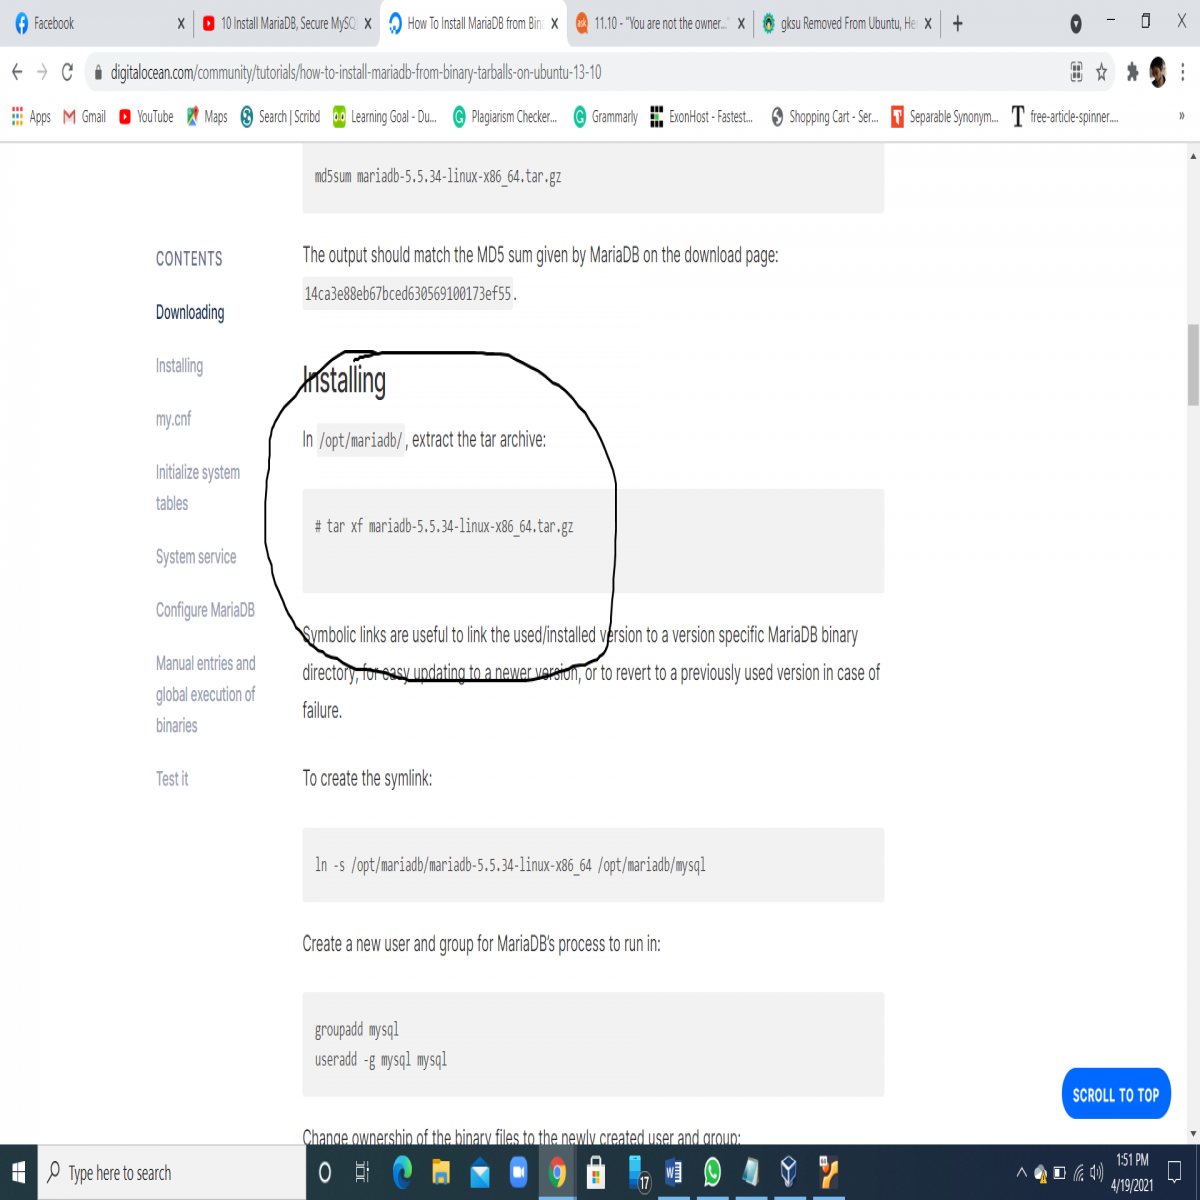 Facebook
10 Install MariaDB, Secure MySQ
How To Install MariaDB from Bin
11.10 - "You are not the owner..."
gksu Removed From Ubuntu, He
digitalocean.com/community/tutorials/how-to-install-mariadb-from-binary-tarballs-on-ubuntu-13-10
Apps
Gmail
YouTube
Maps
Search | Scribd
Learning Goal - Du...
Plagiarism Checker...
Grammarly
ExonHost - Fastest...
Shopping Cart - Ser...
Separable Synonym...
free-article-spinner....
»
md5sum mariadb-5.5.34-linux-x86_64.tar.gz
CONTENTS
Downloading
Installing
my.cnf
Initialize system
tables
System service
Configure MariaDB
Manual entries and
global execution of
binaries
Test it
The output should match the MD5 sum given by MariaDB on the download page:
14ca3e88eb67bced630569100173ef55.
Installing
In /opt/mariadb/, extract the tar archive:
# tar xf mariadb-5.5.34-linux-x86_64.tar.gz
Symbolic links are useful to link the used/installed version to a version specific MariaDB binary
directory, for easy updating to a newer version, or to revert to a previously used version in case of
failure.
To create the symlink:
ln -s /opt/mariadb/mariadb-5.5.34-linux-x86_64 /opt/mariadb/mysql
Create a new user and group for MariaDB's process to run in:
groupadd mysql
useradd -g mysql mysql
Change ownership of the binary files to the newly created user and group:
SCROLL TO TOP
Type here to search
17
1:51 PM
4/19/2021